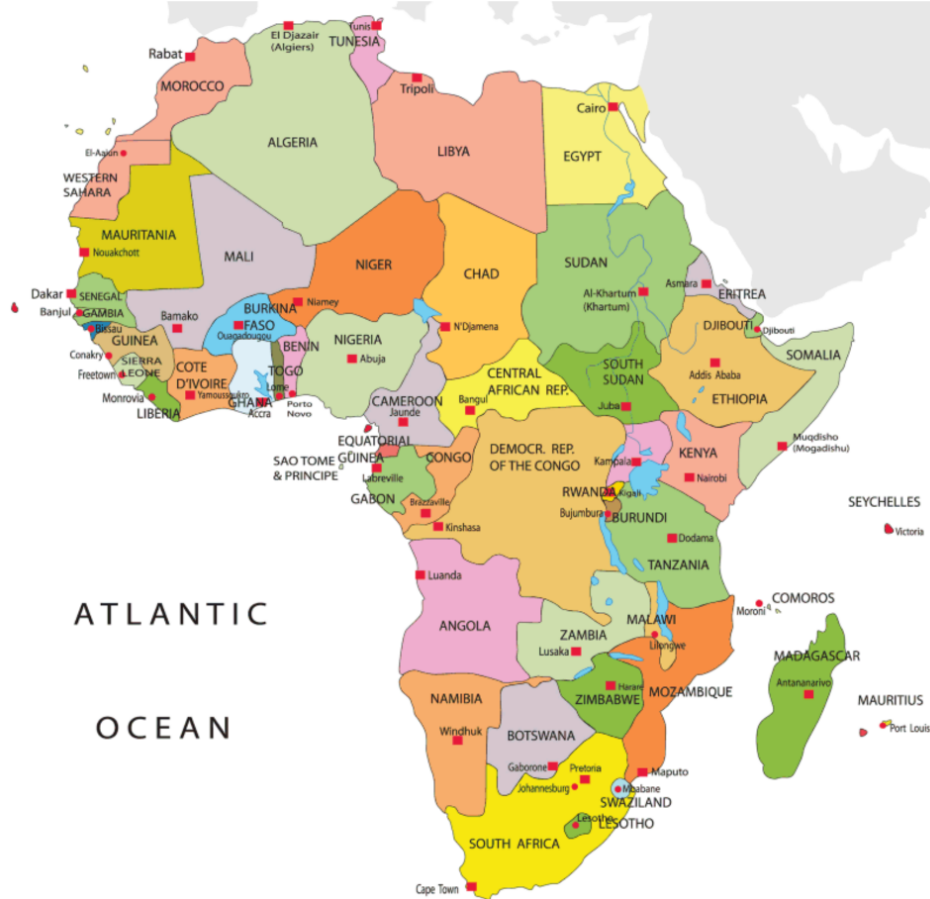 El Djazair
(Algiers)
Tunis
TUNISIA
Rabat
MOROCCO
Tripoli
Cairo
ALGERIA
LIBYA
EGYPT
El-Aaiun
WESTERN
SAHARA
MAURITANIA
Nouakchott
MALI
NIGER
CHAD
SUDAN
Al-Khartum
(Khartum)
Asmara
ERITREA
Dakar
SENEGAL
Banjul
GAMBIA
Bissau
Bamako
BURKINA
FASO
Ouagadougou
Niamey
N'Djamena
DJIBOUTI
Djibouti
GUINEA
Conakry
SIERRA
LEONE
Freetown
Monrovia
LIBERIA
COTE
D'IVOIRE
Yamoussoukro
GHANA
Accra
TOGO
Lome
BENIN
Porto
Novo
NIGERIA
Abuja
CENTRAL
AFRICAN REP.
Bangui
SOUTH
SUDAN
Juba
Addis Ababa
ETHIOPIA
SOMALIA
Muqdisho
(Mogadishu)
CAMEROON
Jaunde
EQUATORIAL
GUINEA
SAO TOME
& PRINCIPE
Labreville
GABON
CONGO
Brazzaville
Kinshasa
DEMOCR. REP.
OF THE CONGO
Kampala
KENYA
Nairobi
RWANDA
Kigali
Bujumbura
BURUNDI
Dodama
TANZANIA
SEYCHELLES
Victoria
Luanda
ANGOLA
ATLANTIC
OCEAN
ZAMBIA
Lusaka
MALAWI
Lilongwe
COMOROS
Moroni
MADAGASCAR
Antananarivo
MAURITIUS
Port Louis
NAMIBIA
Windhuk
ZIMBABWE
Harare
MOZAMBIQUE
BOTSWANA
Gaborone
Pretoria
Johannesburg
Maputo
Mbabane
SWAZILAND
Lesotho
LESOTHO
SOUTH AFRICA
Cape Town